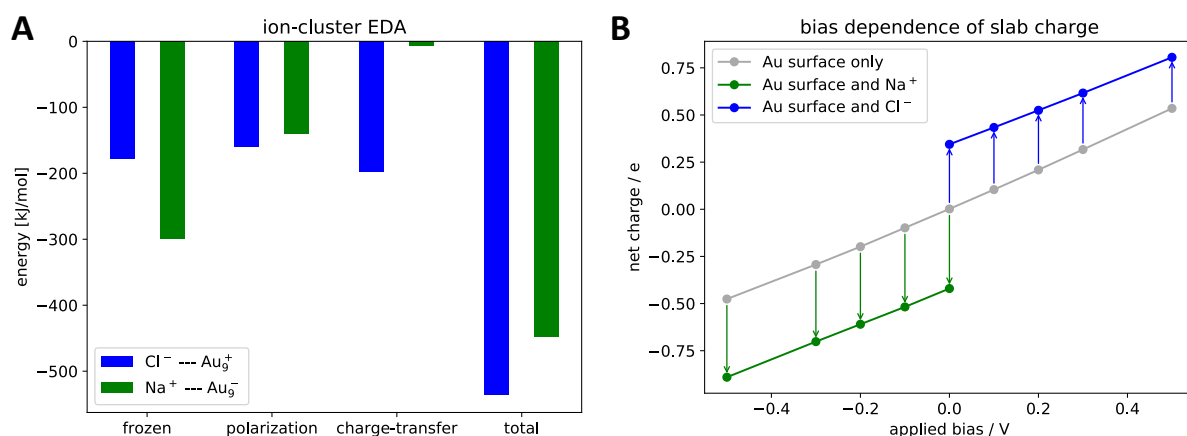 A
ion-cluster EDA
energy [kJ/mol]
0
−100
−200
−300
−400
−500
Cl⁻ --- Au₉⁺
Na⁺ --- Au₉⁻
frozen
polarization
charge-transfer
total
B
bias dependence of slab charge
net charge / e
0.75
0.50
0.25
0.00
−0.25
−0.50
−0.75
Au surface only
Au surface and Na⁺
Au surface and Cl⁻
−0.4
−0.2
0.0
0.2
0.4
applied bias / V